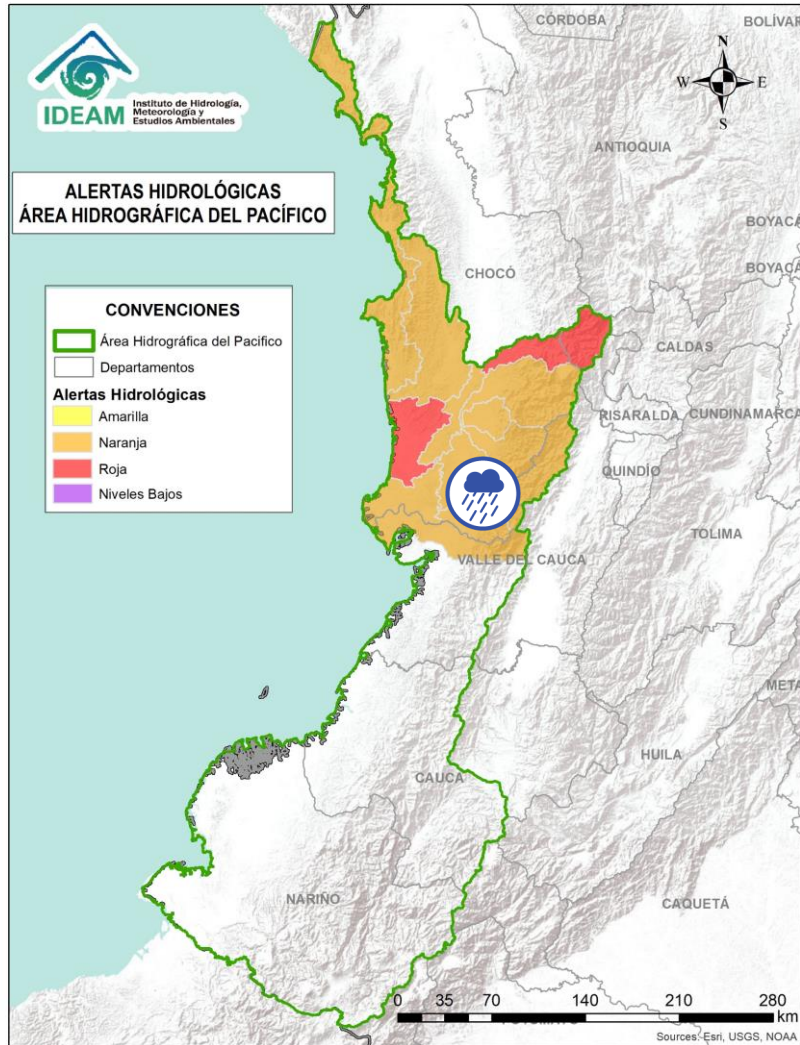 CÓRDOBA
BOLÍVAR
N
W
E
S
IDEAM
Instituto de Hidrología,
Meteorología y
Estudios Ambientales
ANTIOQUIA
ALERTAS HIDROLÓGICAS
ÁREA HIDROGRÁFICA DEL PACÍFICO
BOYACÁ
BOYACÁ
CHOCÓ
CONVENCIONES
Área Hidrográfica del Pacifico
Departamentos
Alertas Hidrológicas
Amarilla
Naranja
Roja
Niveles Bajos
CALDAS
RISARALDA
CUNDINAMARCA
QUINDÍO
TOLIMA
VALLE DEL CAUCA
META
HUILA
CAUCA
NARIÑO
CAQUETÁ
0 35 70 140 210 280
km
Sources: Esri, USGS, NOAA